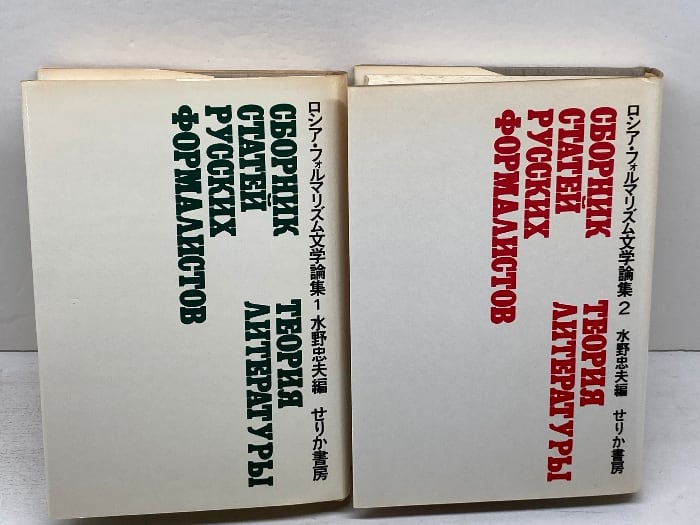 ロシア・フォルマリズム文学論集1 水野忠夫編 せりか書房
СБОРНИК
СТАТЕЙ
РУССКИХ
ФОРМАЛИСТОВ
ТЕОРИЯ
ЛИТЕРАТУРЫ
ロシア・フォルマリズム文学論集2 水野忠夫編 せりか書房
СБОРНИК
СТАТЕЙ
РУССКИХ
ФОРМАЛИСТОВ
ТЕОРИЯ
ЛИТЕРАТУРЫ